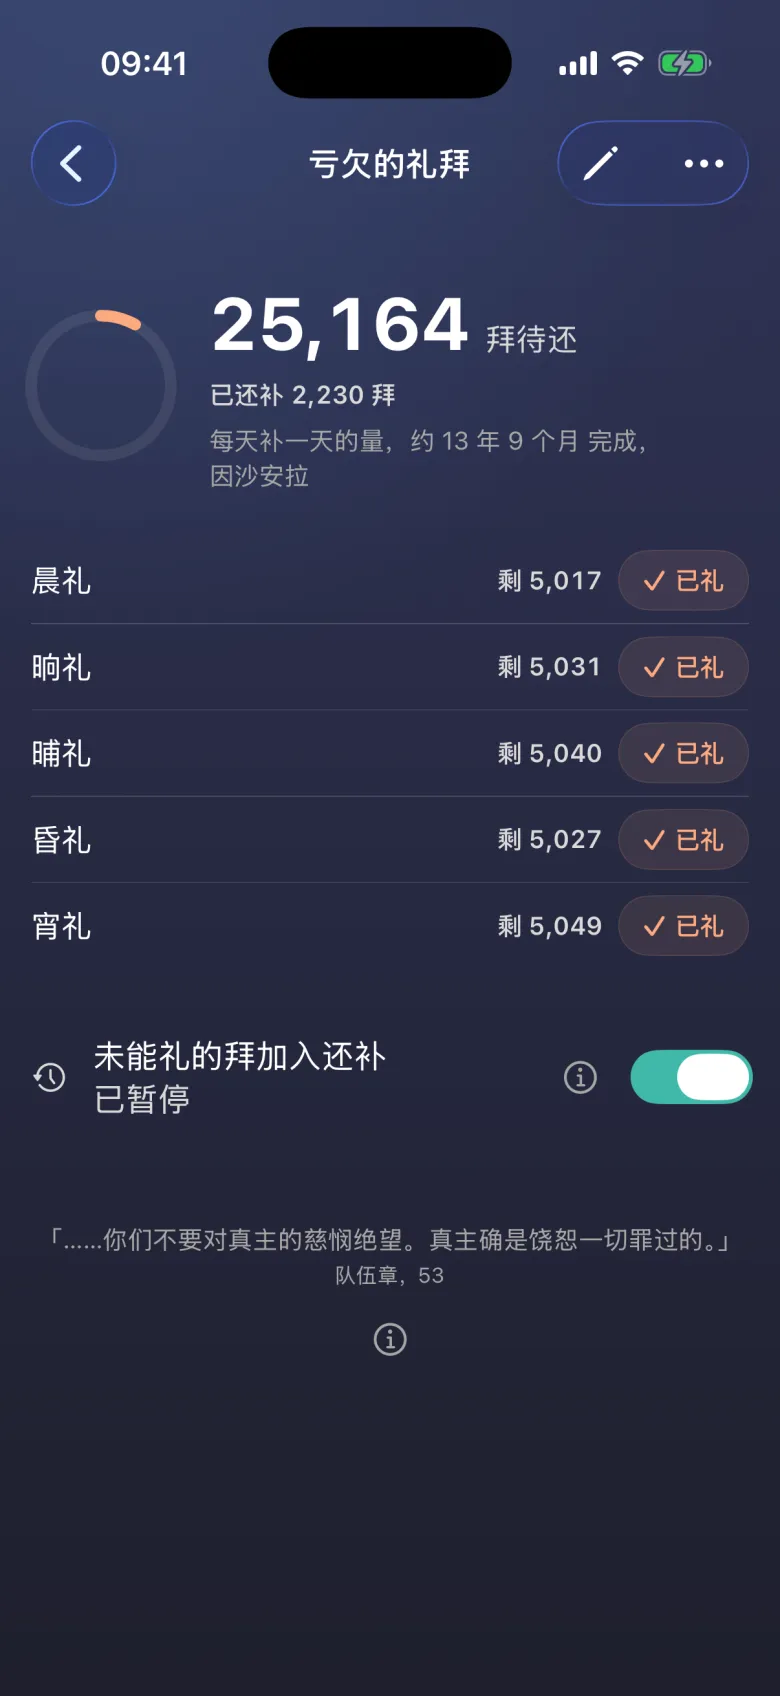 09:41
亏欠的礼拜
25,164 拜待还
已还补 2,230 拜
每天补一天的量，约 13 年 9 个月 完成，
因沙安拉
晨礼 剩 5,017 已礼
晌礼 剩 5,031 已礼
晡礼 剩 5,040 已礼
昏礼 剩 5,027 已礼
宵礼 剩 5,049 已礼
未能礼的拜加入还补
已暂停
「……你们不要对真主的慈悯绝望。真主确是饶恕一切罪过的。」
队伍章，53